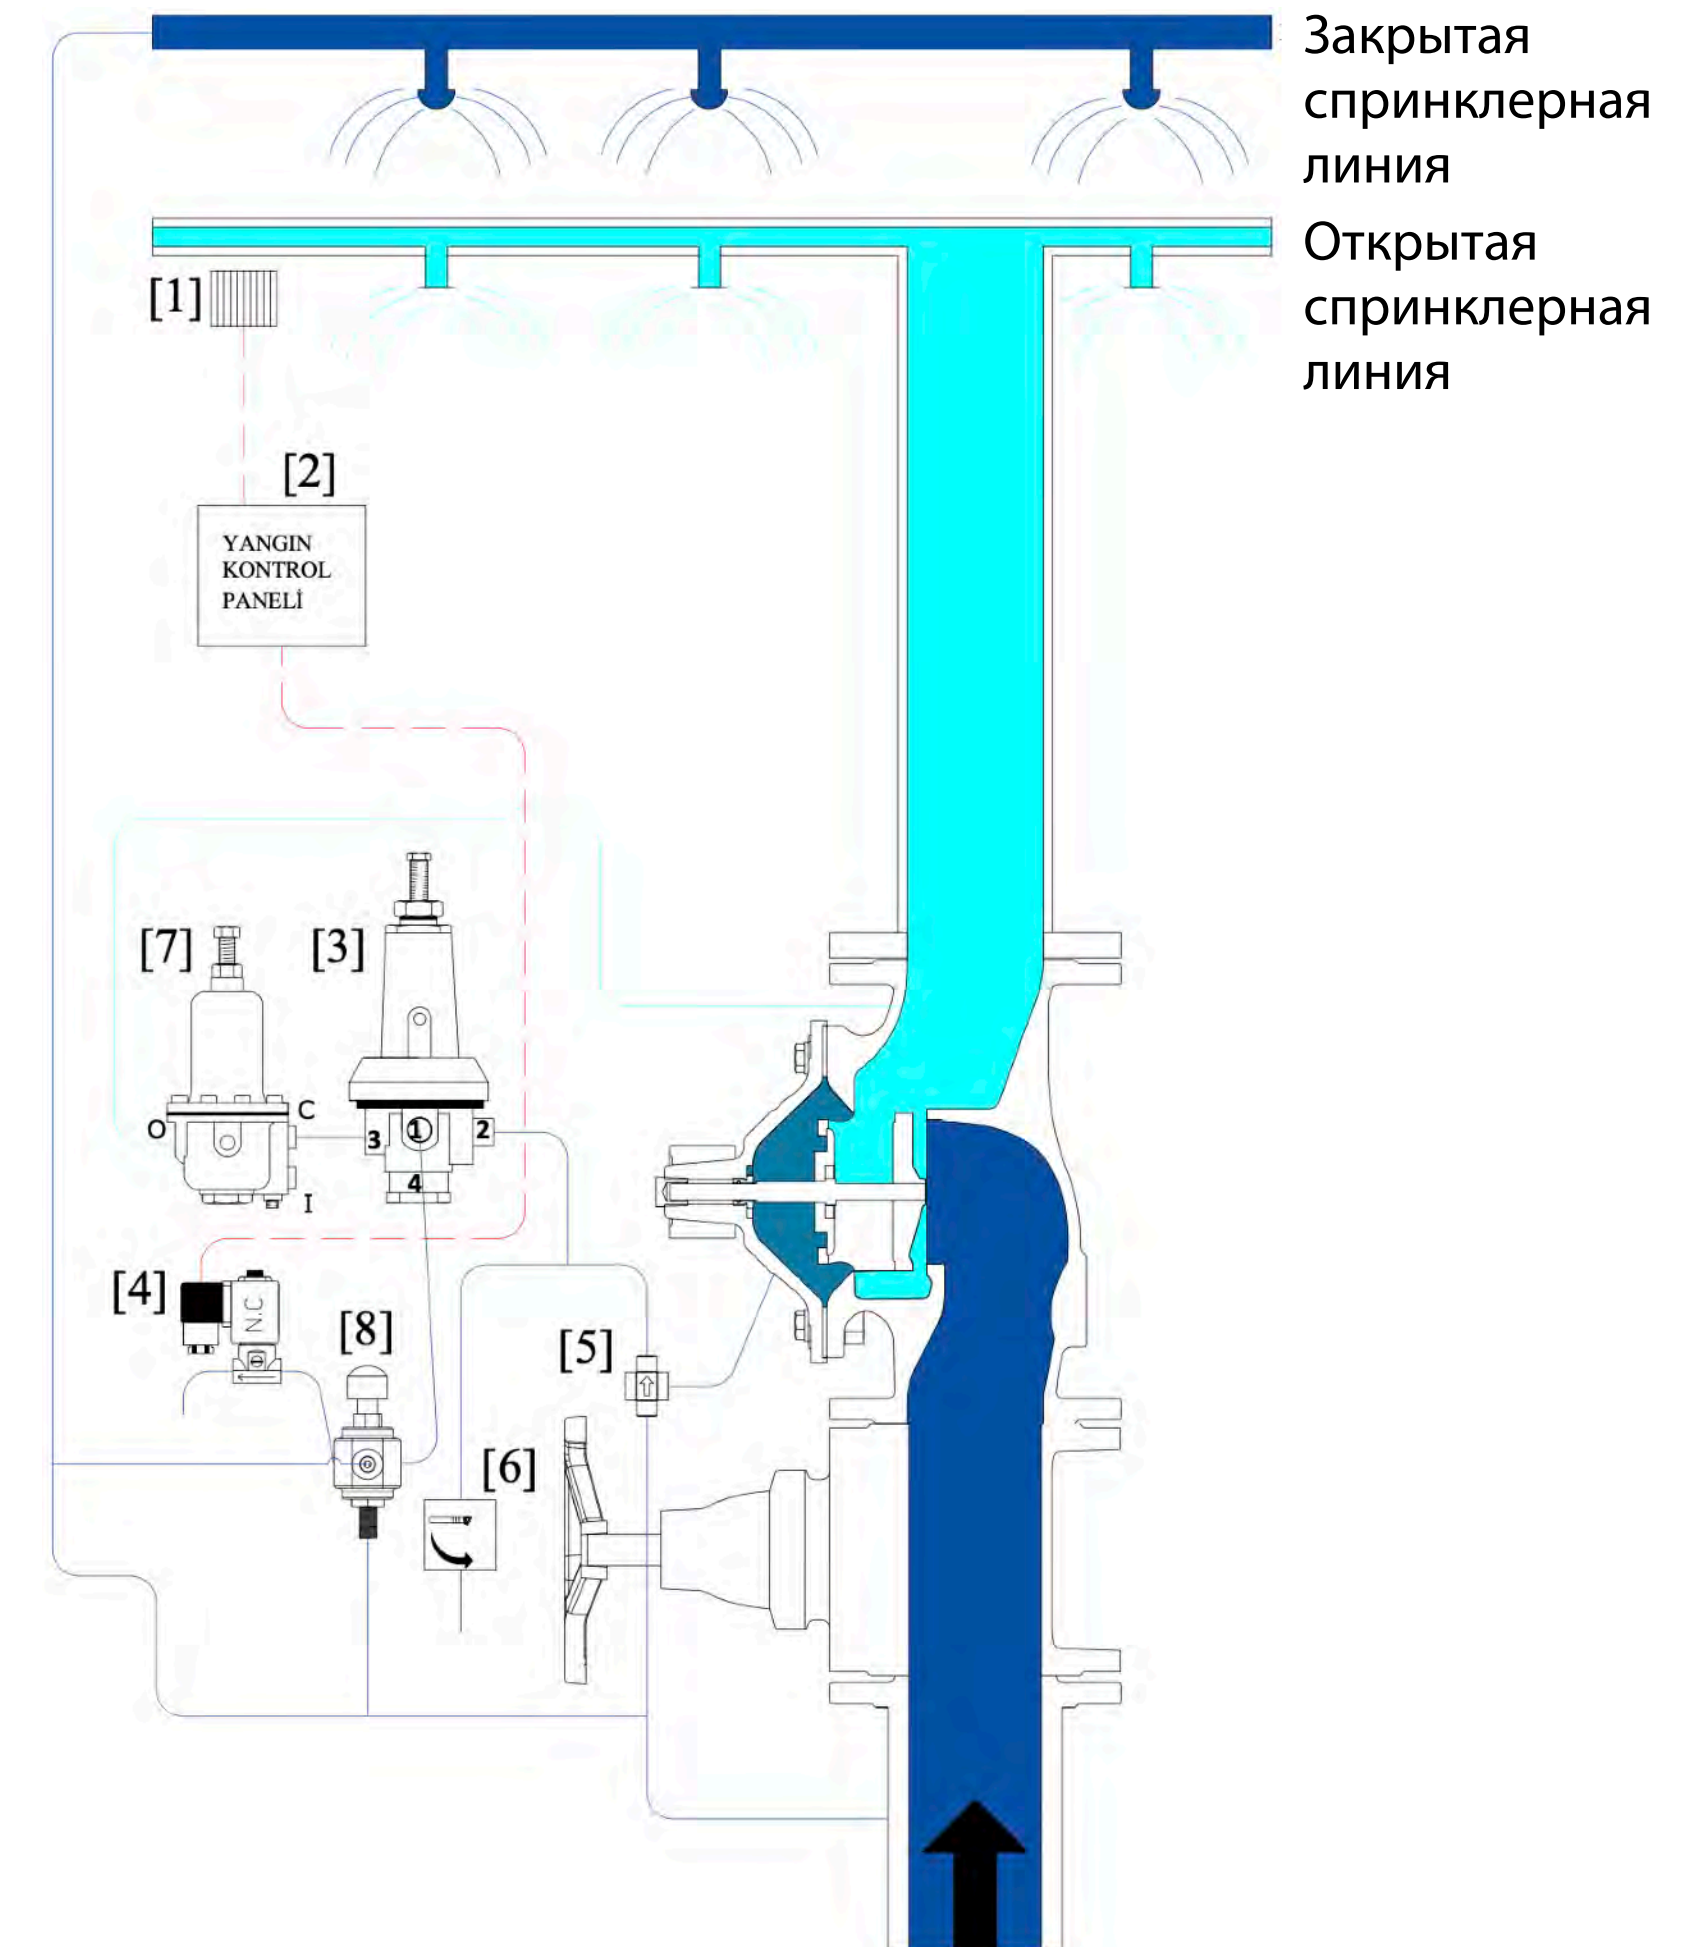 Закрытая
спринклерная
линия
Открытая
спринклерная
линия
[1]
[2]
YANGIN
KONTROL
PANELİ
[7]
[3]
C
O
3
1
2
4
I
[4]
N.C
[8]
[5]
[6]